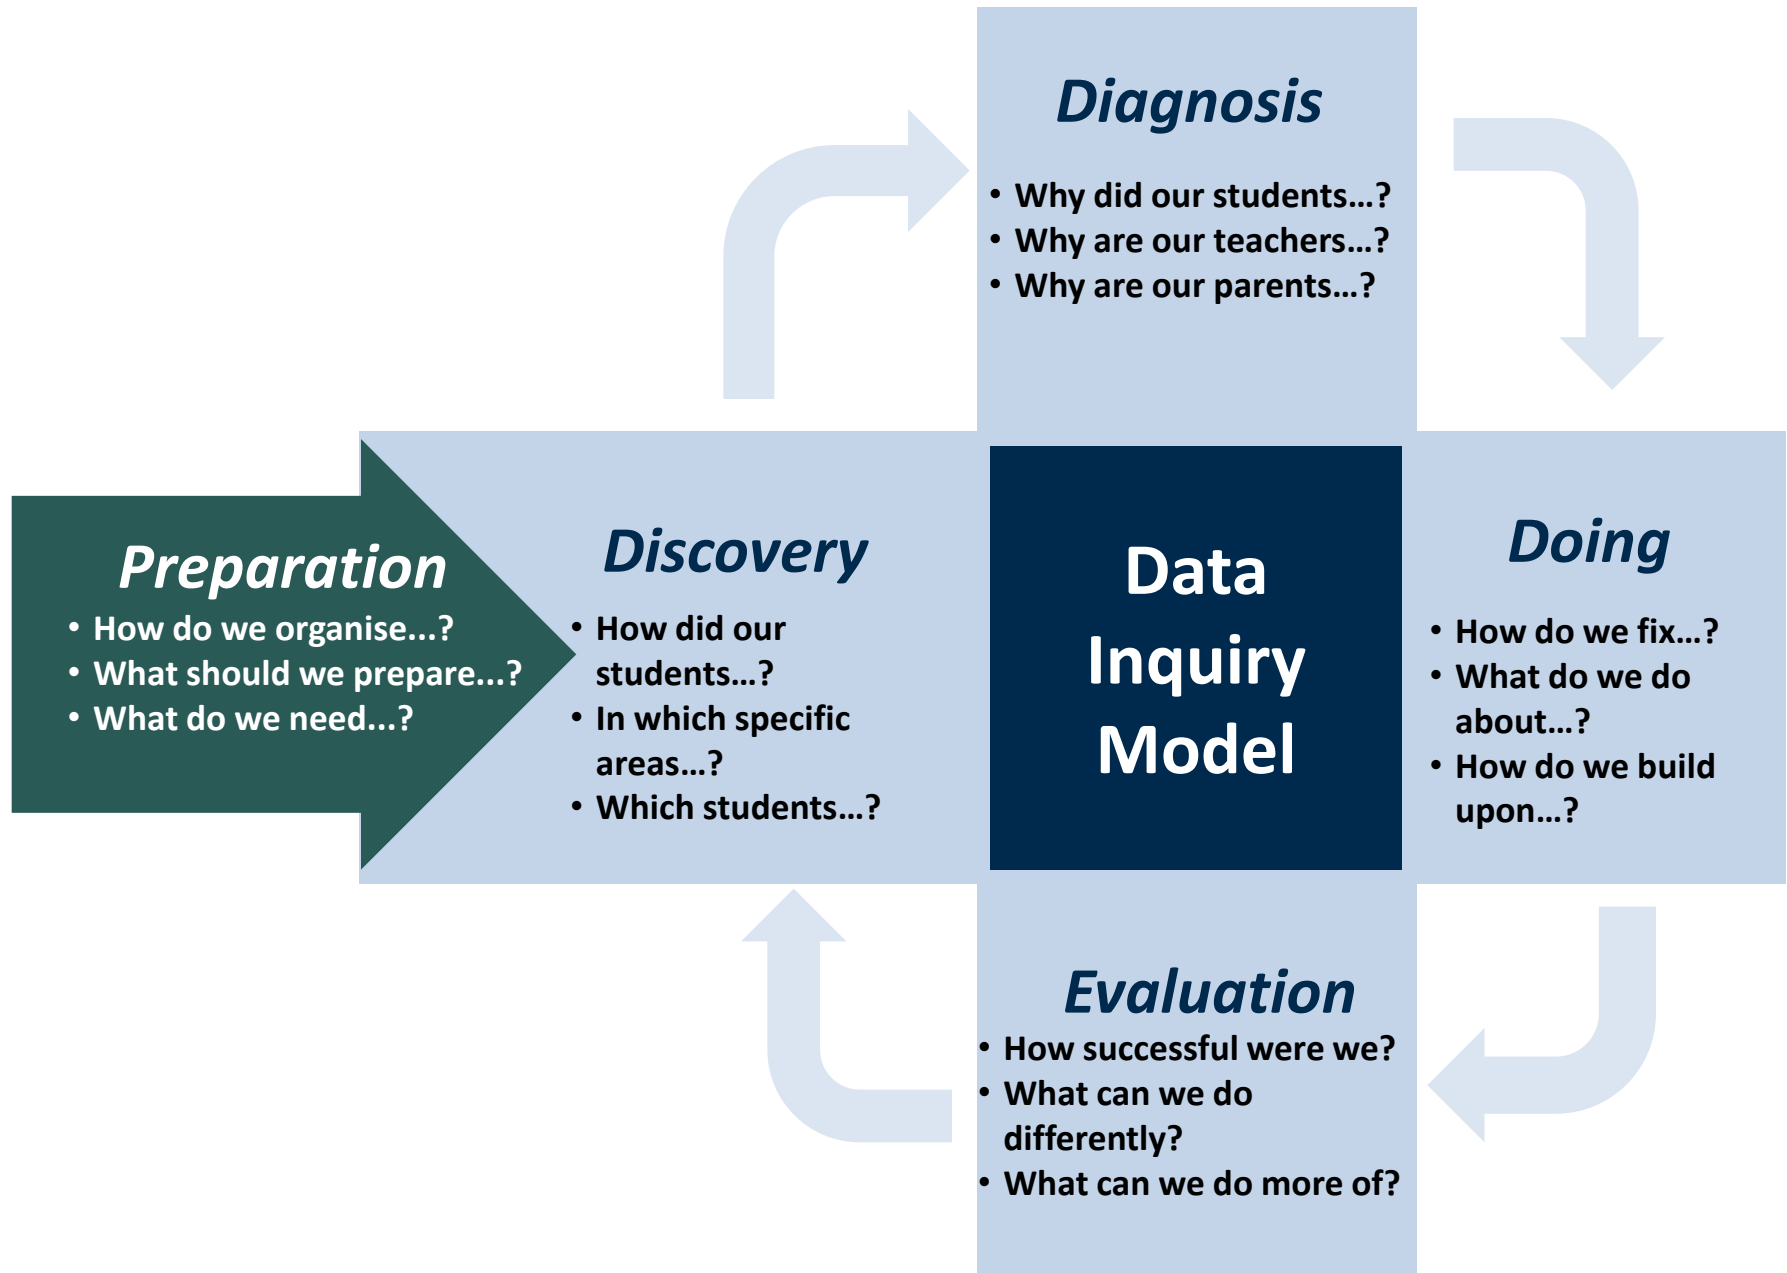 Diagnosis
• Why did our students…?
• Why are our teachers…?
• Why are our parents…?
Preparation
• How do we organise...?
• What should we prepare...?
• What do we need...?
Discovery
• How did our
students…?
• In which specific
areas…?
• Which students…?
Data
Inquiry
Model
Doing
• How do we fix…?
• What do we do
about…?
• How do we build
upon…?
Evaluation
• How successful were we?
• What can we do
differently?
• What can we do more of?